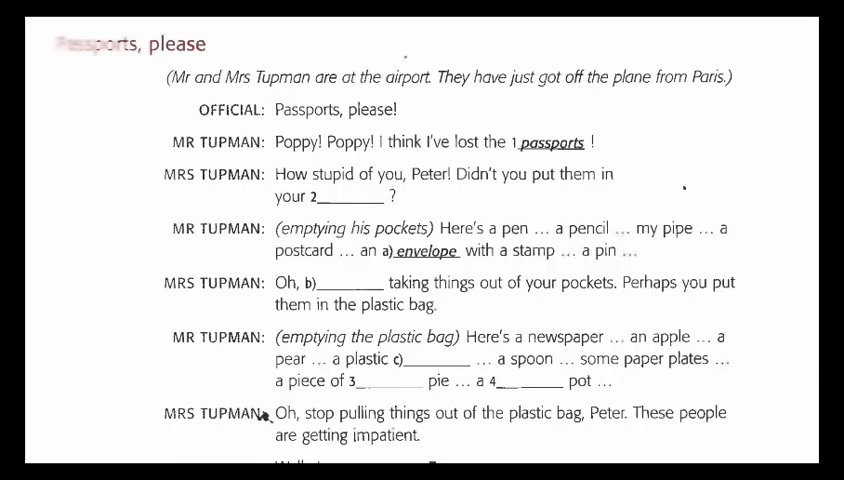 Passports, please
(Mr and Mrs Tupman are at the airport. They have just got off the plane from Paris.)
OFFICIAL: Passports, please!
MR TUPMAN: Poppy! Poppy! I think I've lost the 1 passports !
MRS TUPMAN: How stupid of you, Peter! Didn't you put them in
your 2________ ?
MR TUPMAN: (emptying his pockets) Here's a pen ... a pencil ... my pipe ... a
postcard ... an a) envelope with a stamp ... a pin ...
MRS TUPMAN: Oh, b)________ taking things out of your pockets. Perhaps you put
them in the plastic bag.
MR TUPMAN: (emptying the plastic bag) Here's a newspaper ... an apple ... a
pear ... a plastic c)________ ... a spoon ... some paper plates ...
a piece of 3________ pie ... a 4________ pot ...
MRS TUPMAN: Oh, stop pulling things out of the plastic bag, Peter. These people
are getting impatient.